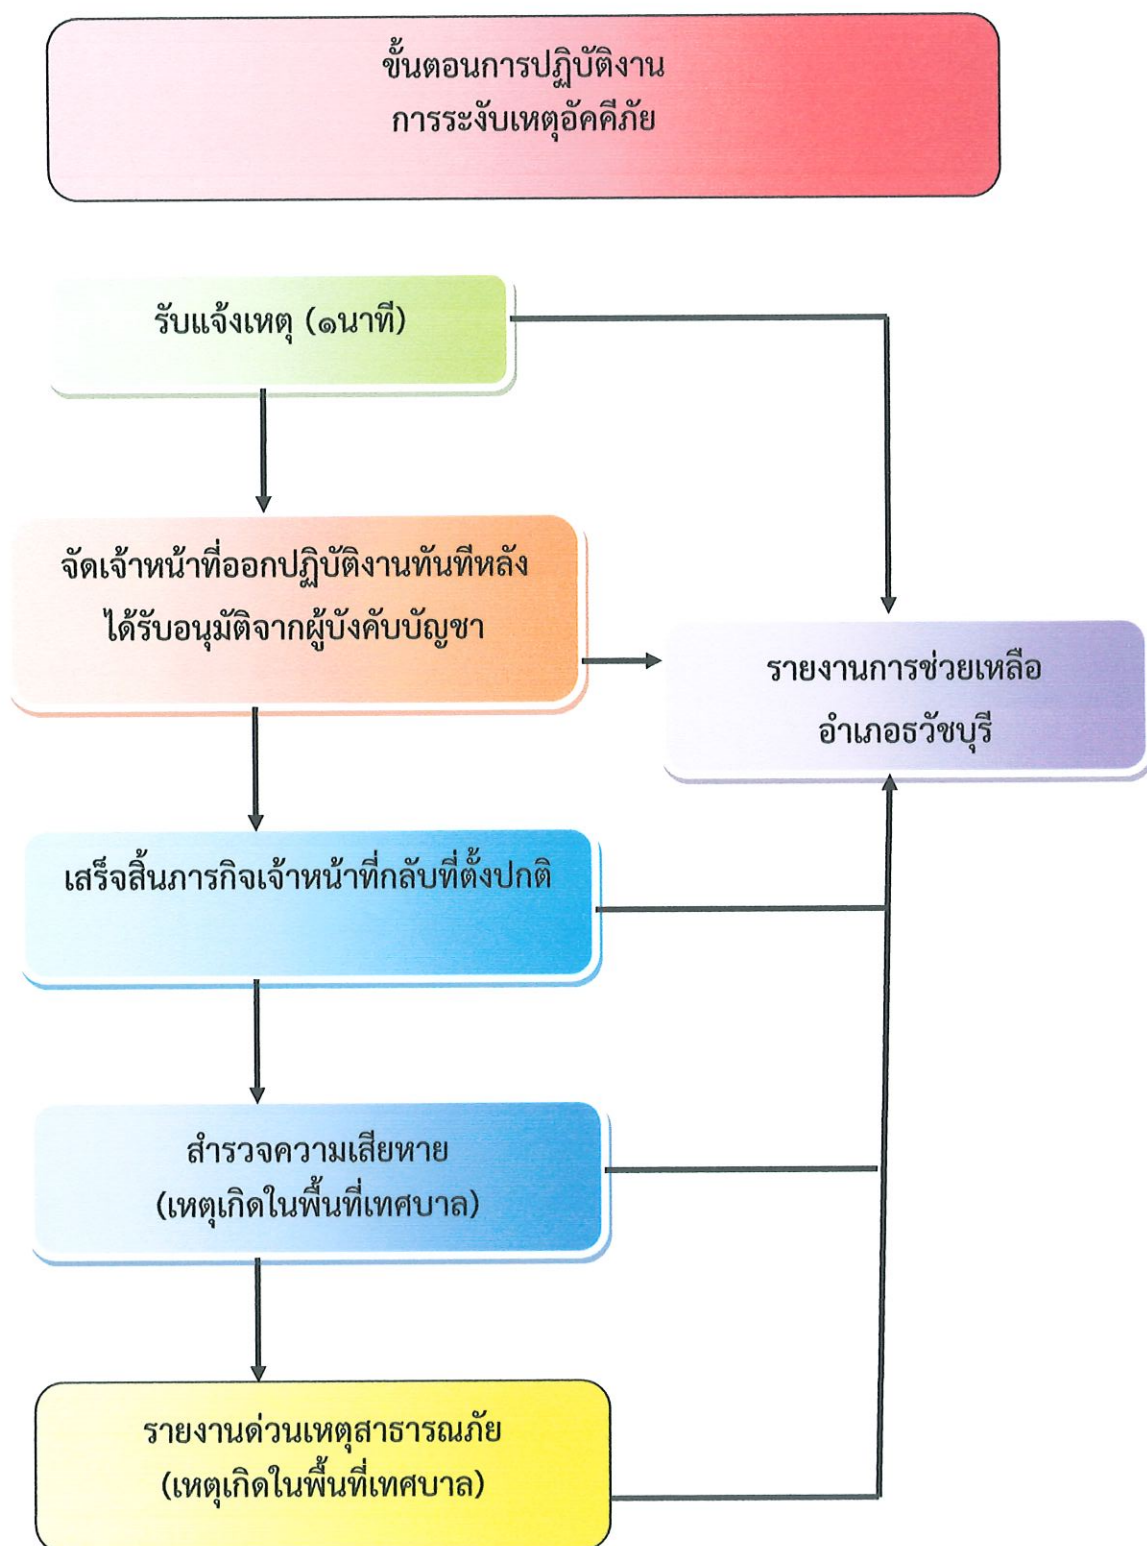 ขั้นตอนการปฏิบัติงาน
การระงับเหตุอัคคีภัย
รับแจ้งเหตุ (๑นาที)
จัดเจ้าหน้าที่ออกปฏิบัติงานทันทีหลัง
ได้รับอนุมัติจากผู้บังคับบัญชา
รายงานการช่วยเหลือ
อำเภอธวัชบุรี
เสร็จสิ้นภารกิจเจ้าหน้าที่กลับที่ตั้งปกติ
สำรวจความเสียหาย
(เหตุเกิดในพื้นที่เทศบาล)
รายงานด่วนเหตุสาธารณภัย
(เหตุเกิดในพื้นที่เทศบาล)